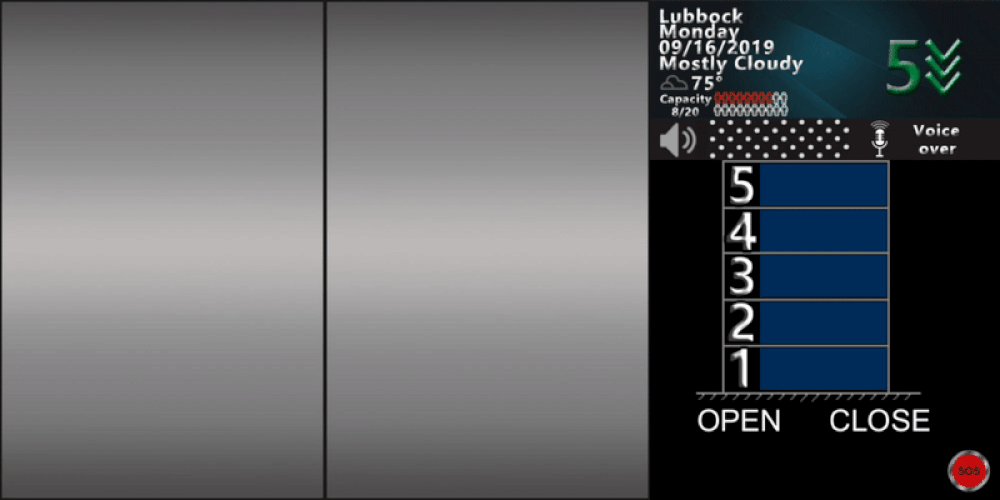 Lubbock
Monday
09/16/2019
Mostly Cloudy
75°
Capacity
8/20
5
Voice
over
5
4
3
2
1
OPEN CLOSE
SOS